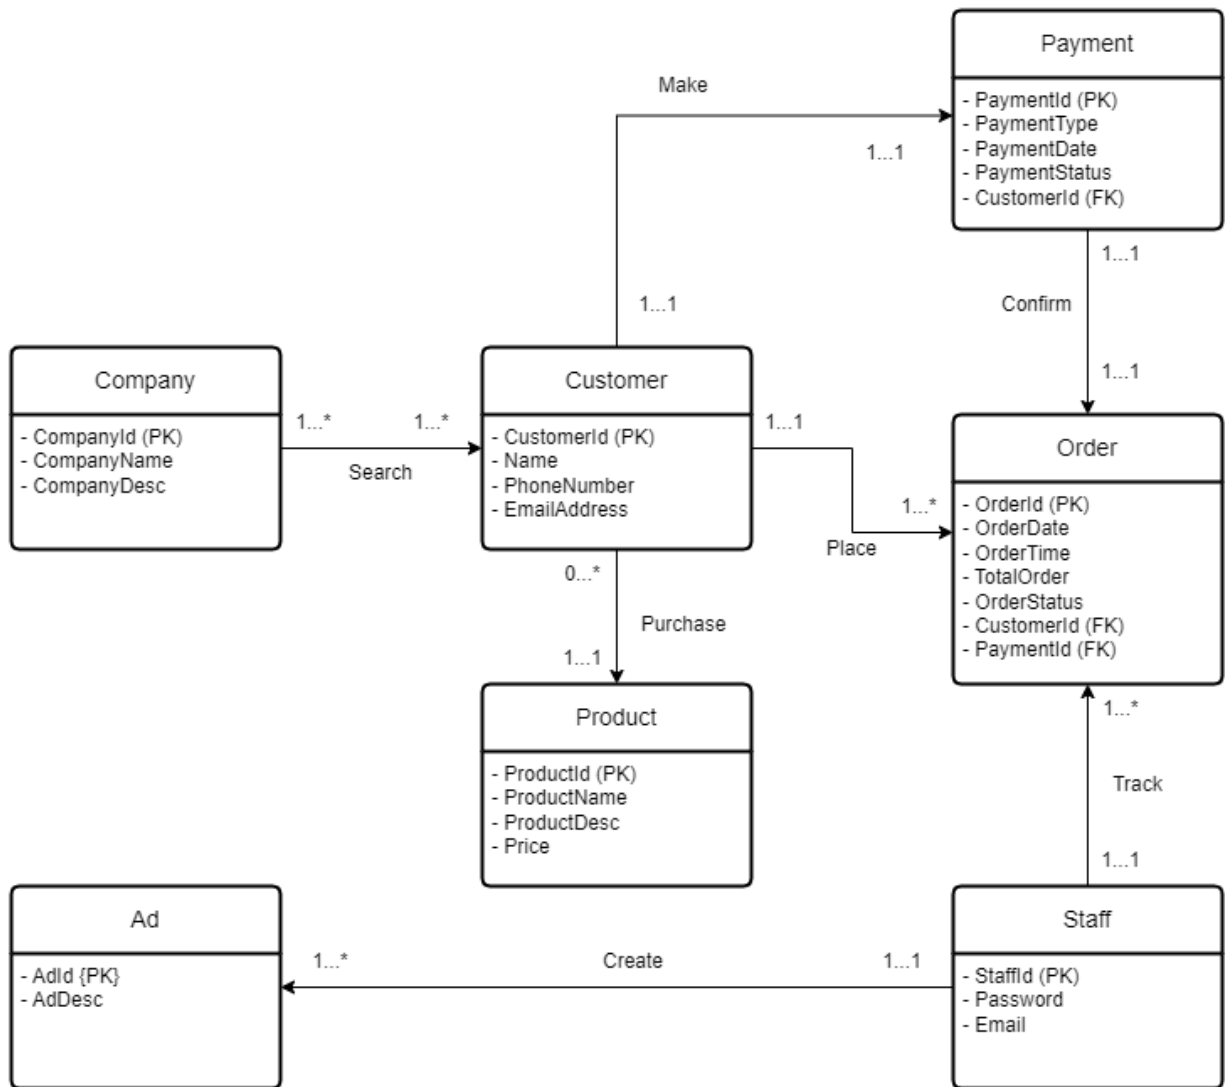 Payment
- PaymentId (PK)
- PaymentType
- PaymentDate
- PaymentStatus
- CustomerId (FK)
Make
1...1
1...1
1...1
Confirm
1...1
Company
- CompanyId (PK)
- CompanyName
- CompanyDesc
1...*
1...*
Search
Customer
- CustomerId (PK)
- Name
- PhoneNumber
- EmailAddress
1...1
1...*
Place
Order
- OrderId (PK)
- OrderDate
- OrderTime
- TotalOrder
- OrderStatus
- CustomerId (FK)
- PaymentId (FK)
0...*
Purchase
1...1
Product
- ProductId (PK)
- ProductName
- ProductDesc
- Price
1...*
Track
1...1
Ad
- AdId {PK}
- AdDesc
1...*
Create
1...1
Staff
- StaffId (PK)
- Password
- Email